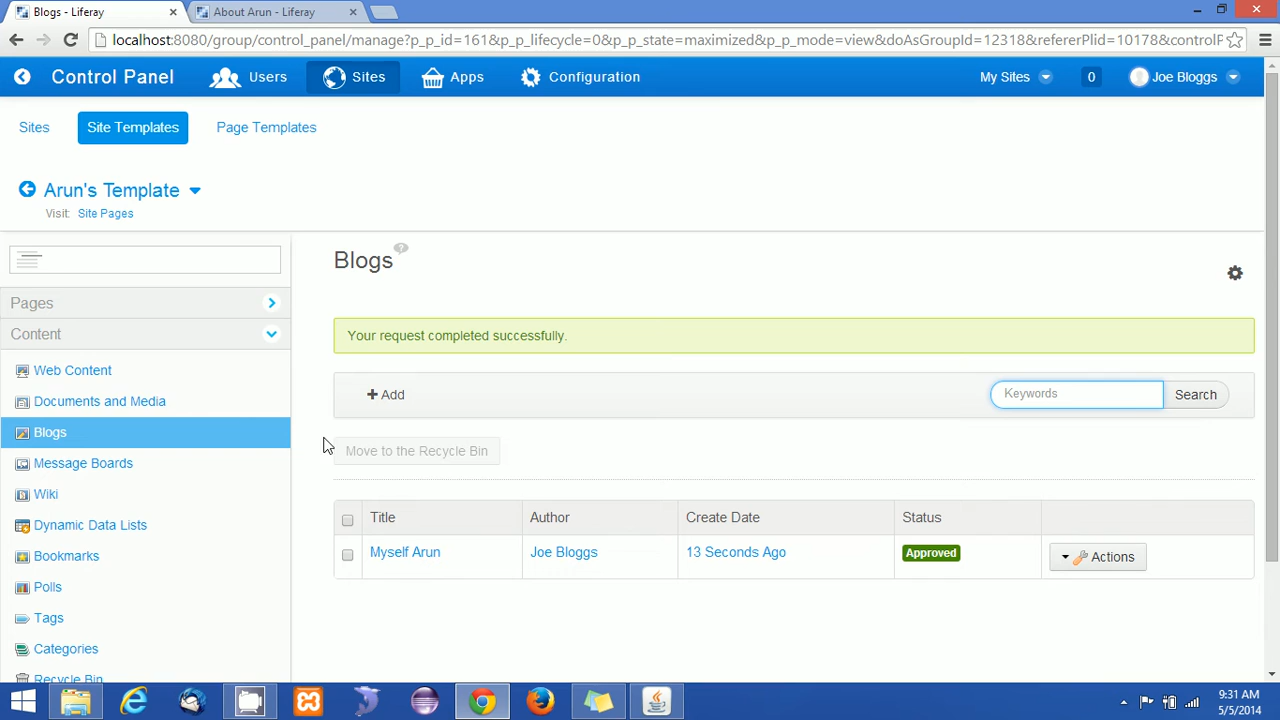 Blogs - Liferay
About Arun - Liferay
localhost:8080/group/control_panel/manage?p_p_id=161&p_p_lifecycle=0&p_p_state=maximized&p_p_mode=view&doAsGroupId=12318&refererPlid=10178&controlP
Control Panel Users Sites Apps Configuration My Sites 0 Joe Bloggs
Sites Site Templates Page Templates
Arun's Template
Visit: Site Pages
Blogs
Pages
Content
Web Content
Documents and Media
Blogs
Message Boards
Wiki
Dynamic Data Lists
Bookmarks
Polls
Tags
Categories
Recycle Bin
Your request completed successfully.
+ Add Keywords Search
Move to the Recycle Bin
Title Author Create Date Status
Myself Arun Joe Bloggs 13 Seconds Ago Approved Actions
9:31 AM
5/5/2014